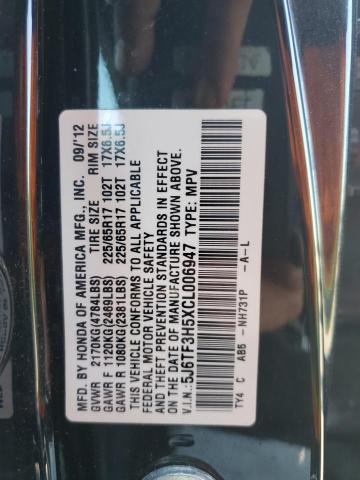 MFD. BY HONDA OF AMERICA MFG., INC. 09/'12
GVWR 2170KG(4784LBS) TIRE SIZE RIM SIZE
GAWR F 1120KG(2469LBS) 225/65R17 102T 17X6.5J
GAWR R 1080KG(2381LBS) 225/65R17 102T 17X6.5J
THIS VEHICLE CONFORMS TO ALL APPLICABLE
FEDERAL MOTOR VEHICLE SAFETY
AND THEFT PREVENTION STANDARDS IN EFFECT
ON THE DATE OF MANUFACTURE SHOWN ABOVE.
V.I.N.: 5J6TF3H5XCL006947 TYPE: MPV
TY4 C AB5 -NH731P -A-L